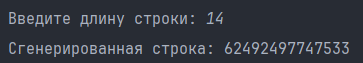 Введите длину строки: 14
Сгенерированная строка: 62492497747533